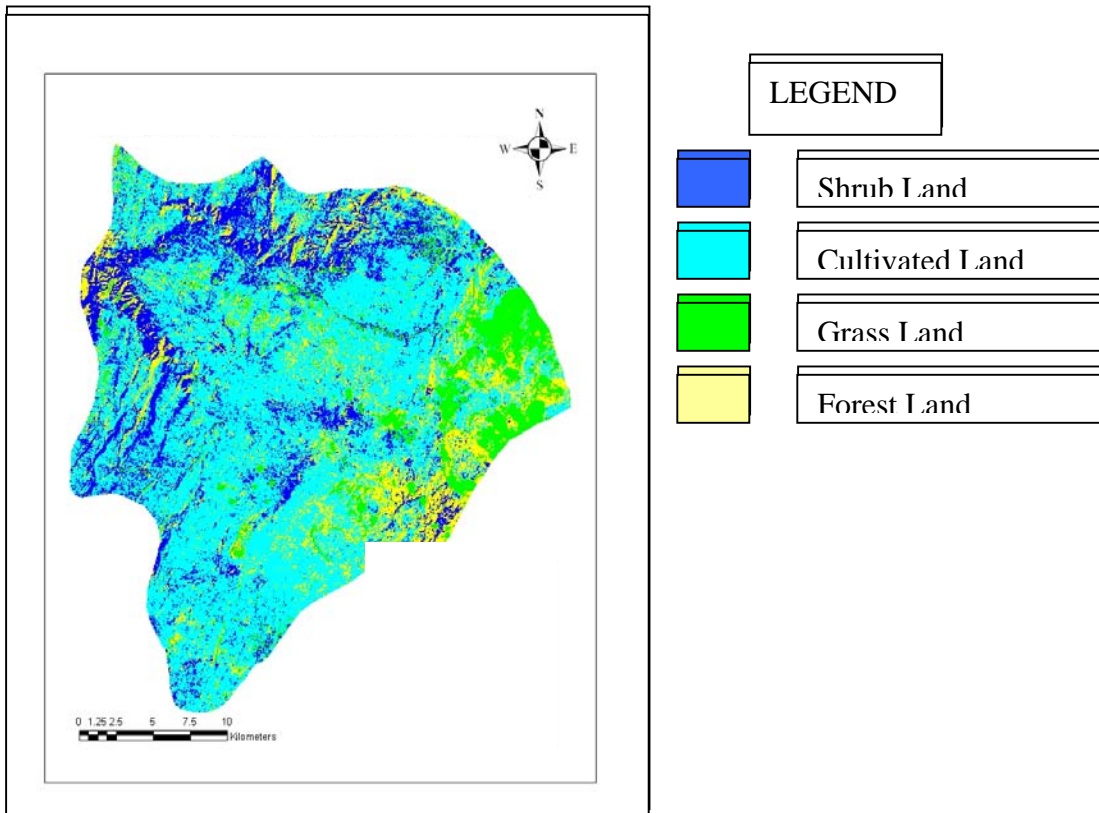 LEGEND
N
W E
S
Shrub Land
Cultivated Land
Grass Land
Forest Land
0 1.25 2.5 5 7.5 10
Kilometers